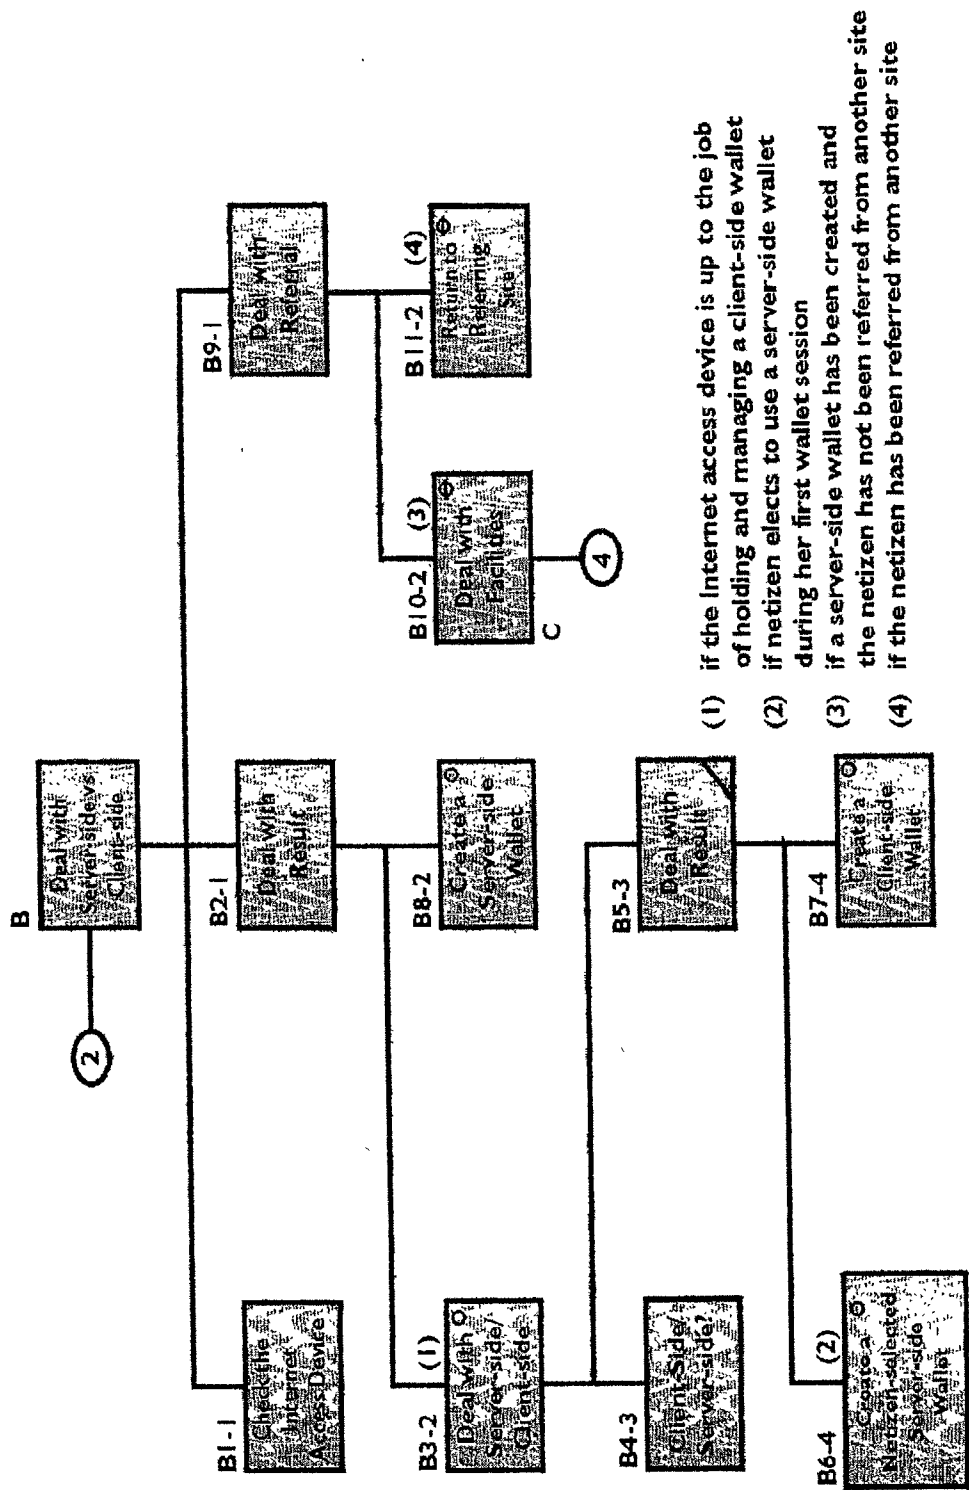 B
Deal with
Server-side vs
Client-side
2
B1-1
Check the
Internet
Access Device
B2-1
Deal with
Result
B9-1
Deal with
Referral
B3-2
(1)
Deal with
Server-side/
Client-side
B8-2
Create a
Server-side
Wallet
B10-2
(3)
Deal with
Facilities
C
4
B11-2
(4)
Return to
Referring
Site
B4-3
Client-Side/
Server-side?
B5-3
Deal with
Result
B6-4
(2)
Create a
Netizen-selected
Server-side
Wallet
B7-4
Create a
Client-side
Wallet
(1) if the Internet access device is up to the job
of holding and managing a client-side wallet
(2) if netizen elects to use a server-side wallet
during her first wallet session
(3) if a server-side wallet has been created and
the netizen has not been referred from another site
(4) if the netizen has been referred from another site